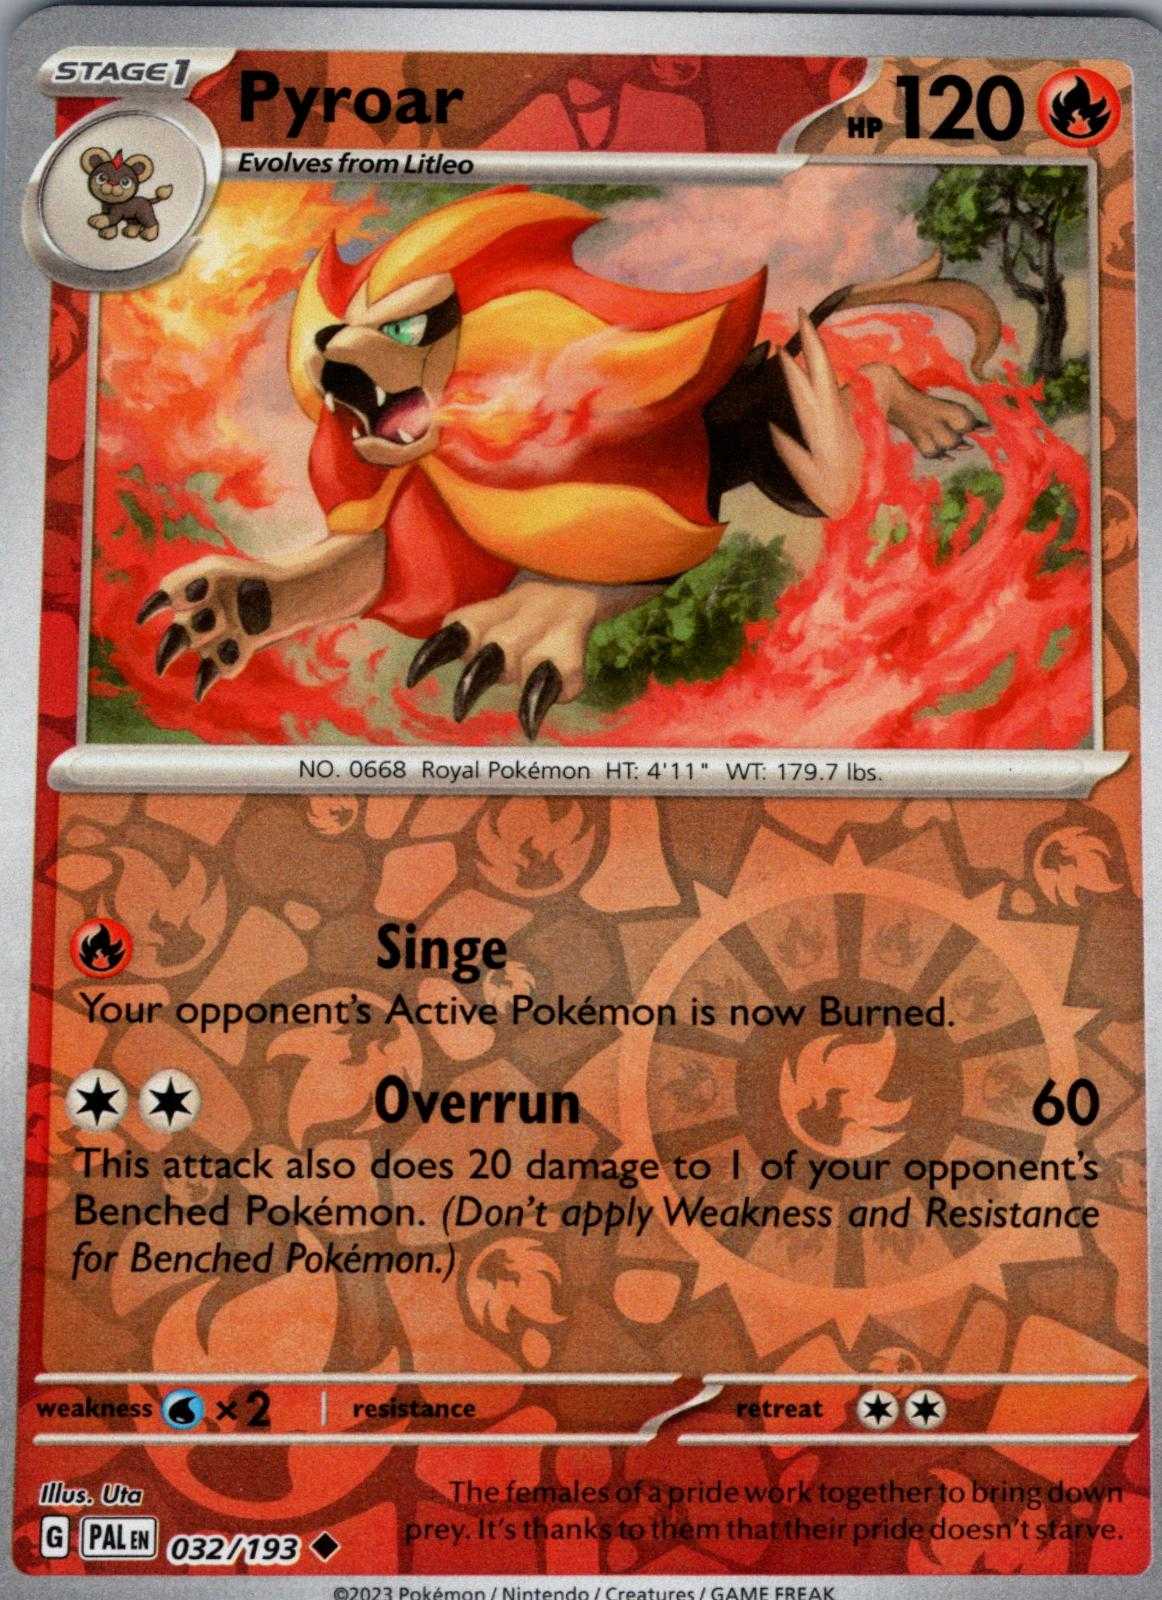 STAGE 1
Pyroar
HP 120
Evolves from Litleo
NO. 0668 Royal Pokémon HT: 4'11" WT: 179.7 lbs.
Singe
Your opponent's Active Pokémon is now Burned.
Overrun 60
This attack also does 20 damage to 1 of your opponent's
Benched Pokémon. (Don't apply Weakness and Resistance
for Benched Pokémon.)
weakness ×2 resistance retreat
Illus. Uta
The females of a pride work together to bring down
prey. It's thanks to them that their pride doesn't starve.
G PAL EN 032/193
©2023 Pokémon / Nintendo / Creatures / GAME FREAK